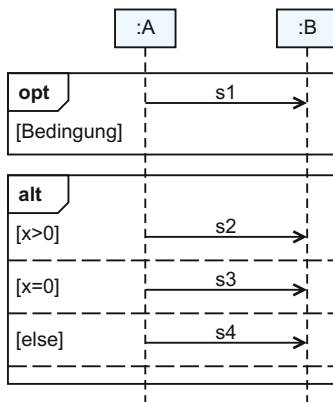 :A :B
opt
s1
[Bedingung]
alt
[x>0] s2
[x=0] s3
[else] s4